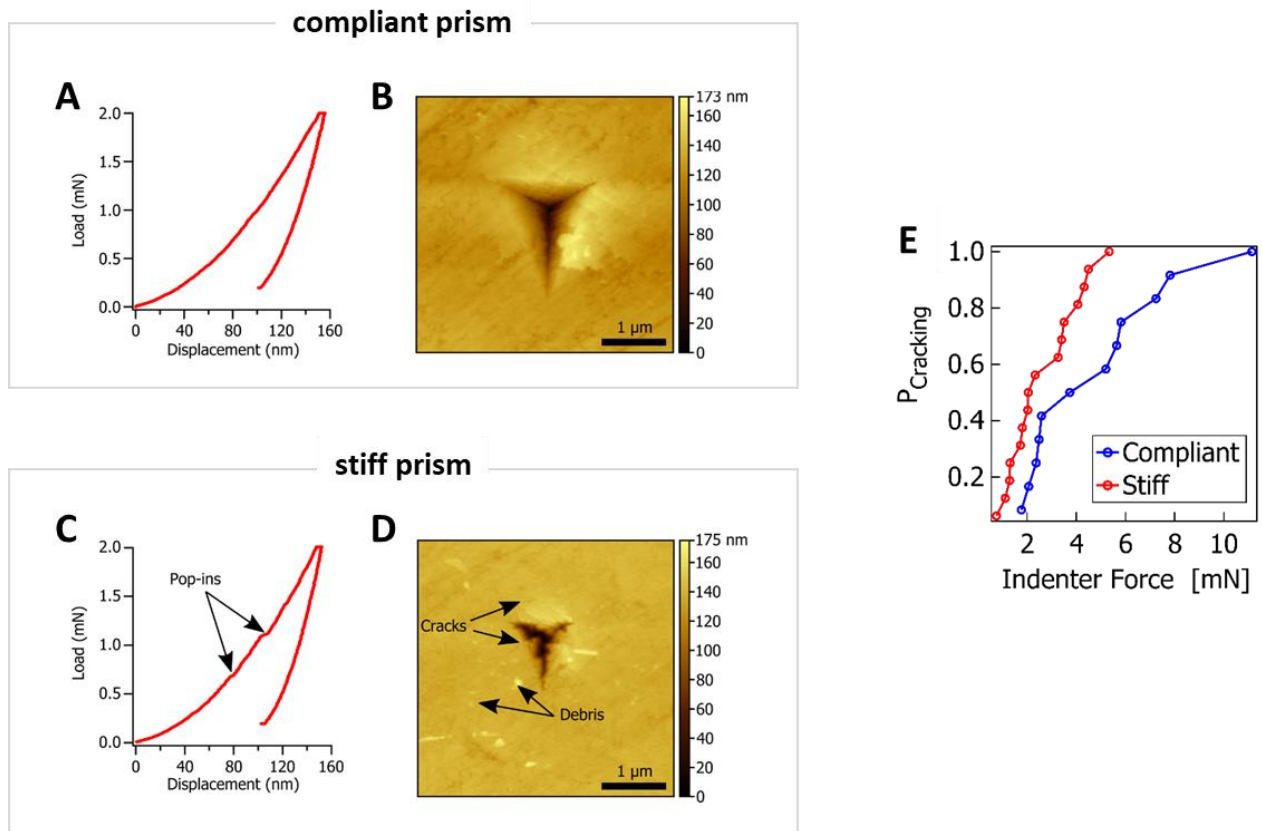 compliant prism
A
2.0
1.5
1.0
0.5
0.0
Load (mN)
0 40 80 120 160
Displacement (nm)
B
173 nm
160
140
120
100
80
60
40
20
0
1 μm
stiff prism
C
2.0
1.5
1.0
0.5
0.0
Load (mN)
Pop-ins
0 40 80 120 160
Displacement (nm)
D
Cracks
Debris
1 μm
175 nm
160
140
120
100
80
60
40
20
0
E
1.0
0.8
0.6
0.4
0.2
PCracking
Compliant
Stiff
2 4 6 8 10
Indenter Force [mN]